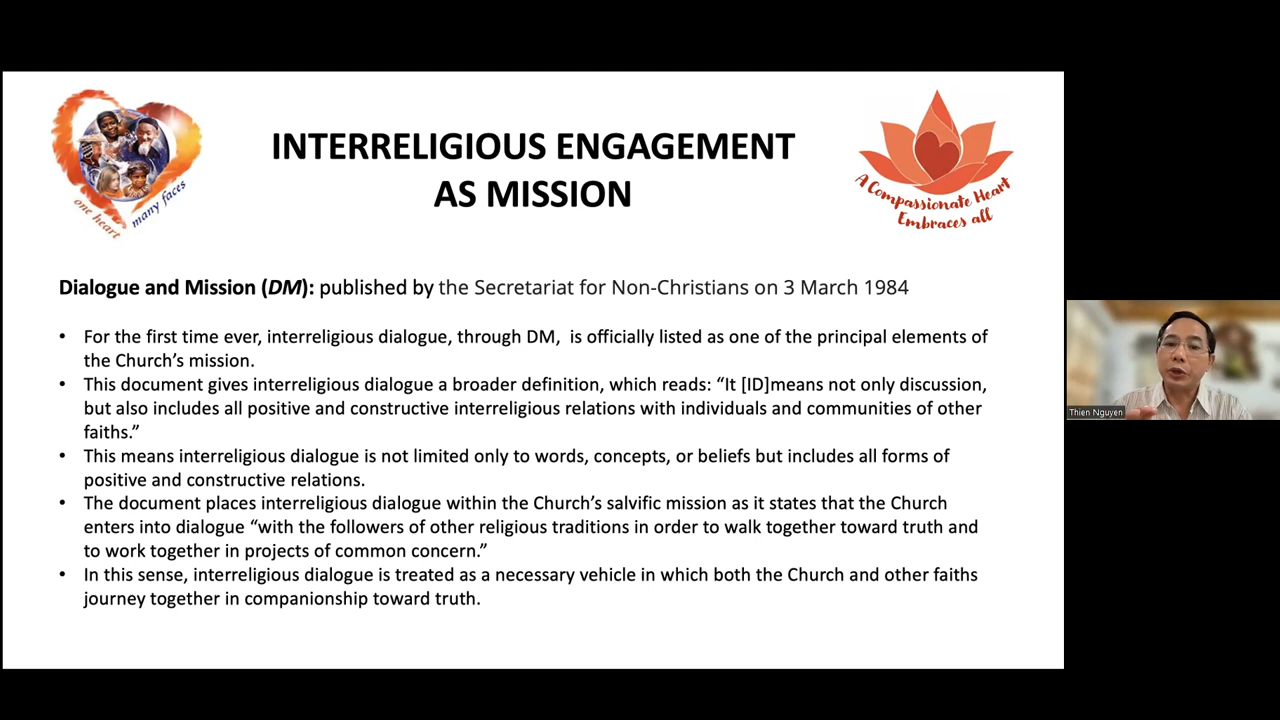 INTERRELIGIOUS ENGAGEMENT
AS MISSION
one heart many faces
A Compassionate Heart
Embraces all
Dialogue and Mission (DM): published by the Secretariat for Non-Christians on 3 March 1984
• For the first time ever, interreligious dialogue, through DM,  is officially listed as one of the principal elements of
the Church’s mission.
• This document gives interreligious dialogue a broader definition, which reads: “It [ID]means not only discussion,
but also includes all positive and constructive interreligious relations with individuals and communities of other
faiths.”
• This means interreligious dialogue is not limited only to words, concepts, or beliefs but includes all forms of
positive and constructive relations.
• The document places interreligious dialogue within the Church’s salvific mission as it states that the Church
enters into dialogue “with the followers of other religious traditions in order to walk together toward truth and
to work together in projects of common concern.”
• In this sense, interreligious dialogue is treated as a necessary vehicle in which both the Church and other faiths
journey together in companionship toward truth.
Thien Nguyen